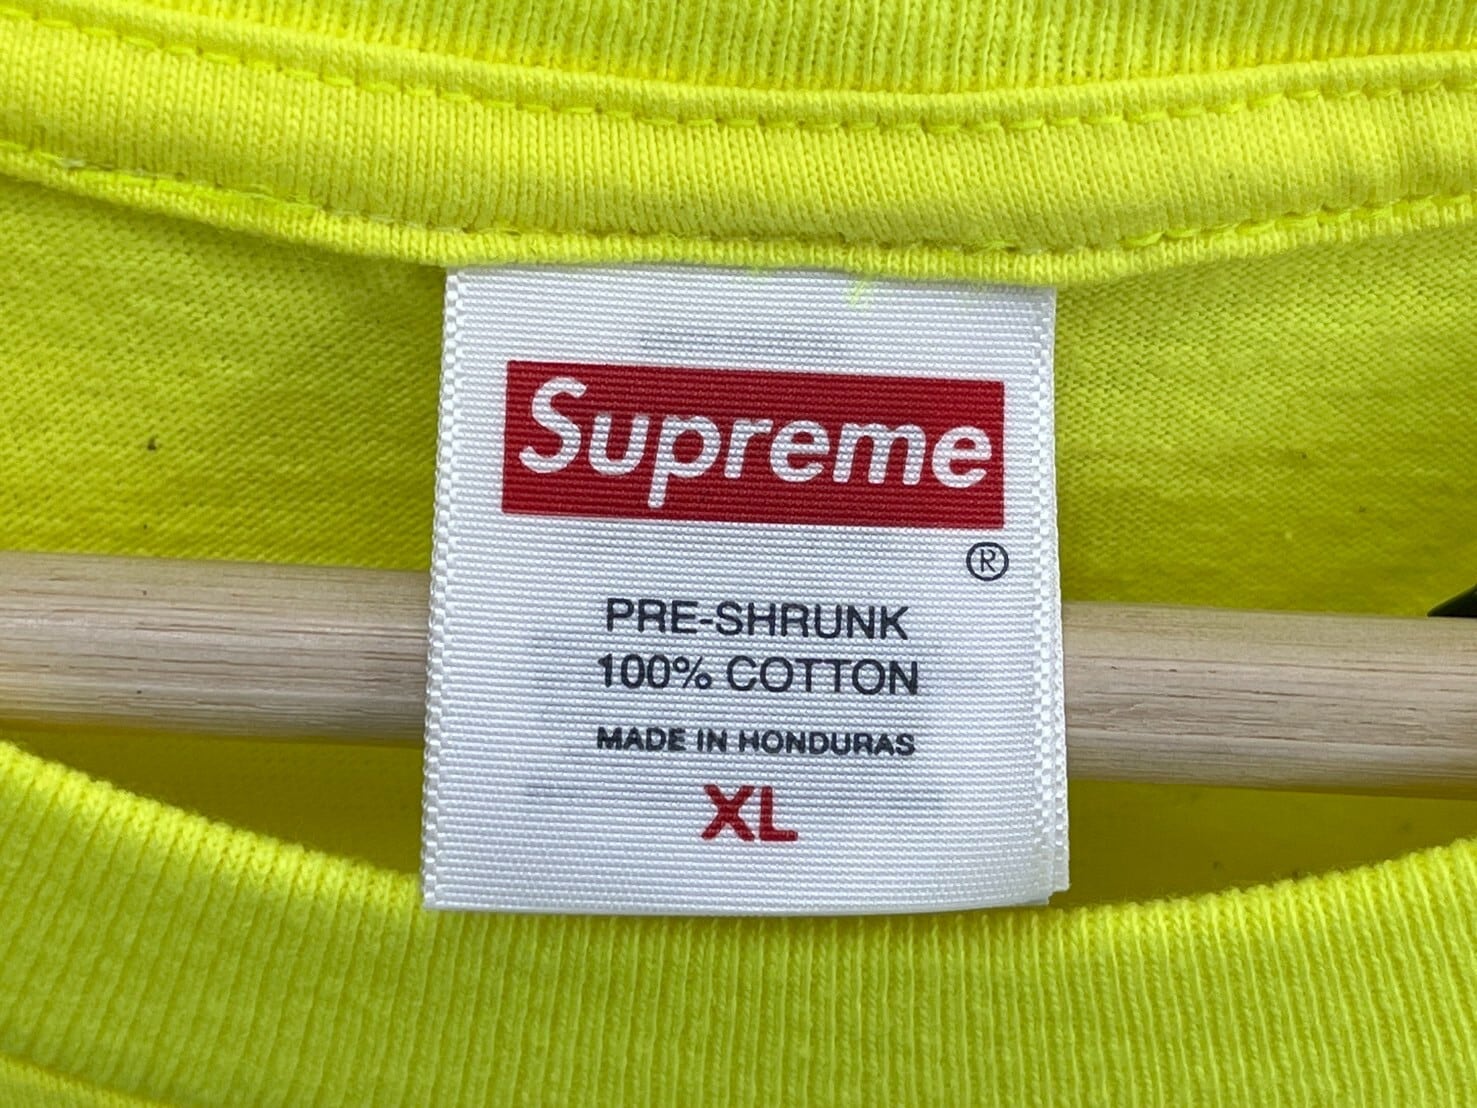 Supreme
®
PRE-SHRUNK
100% COTTON
MADE IN HONDURAS
XL